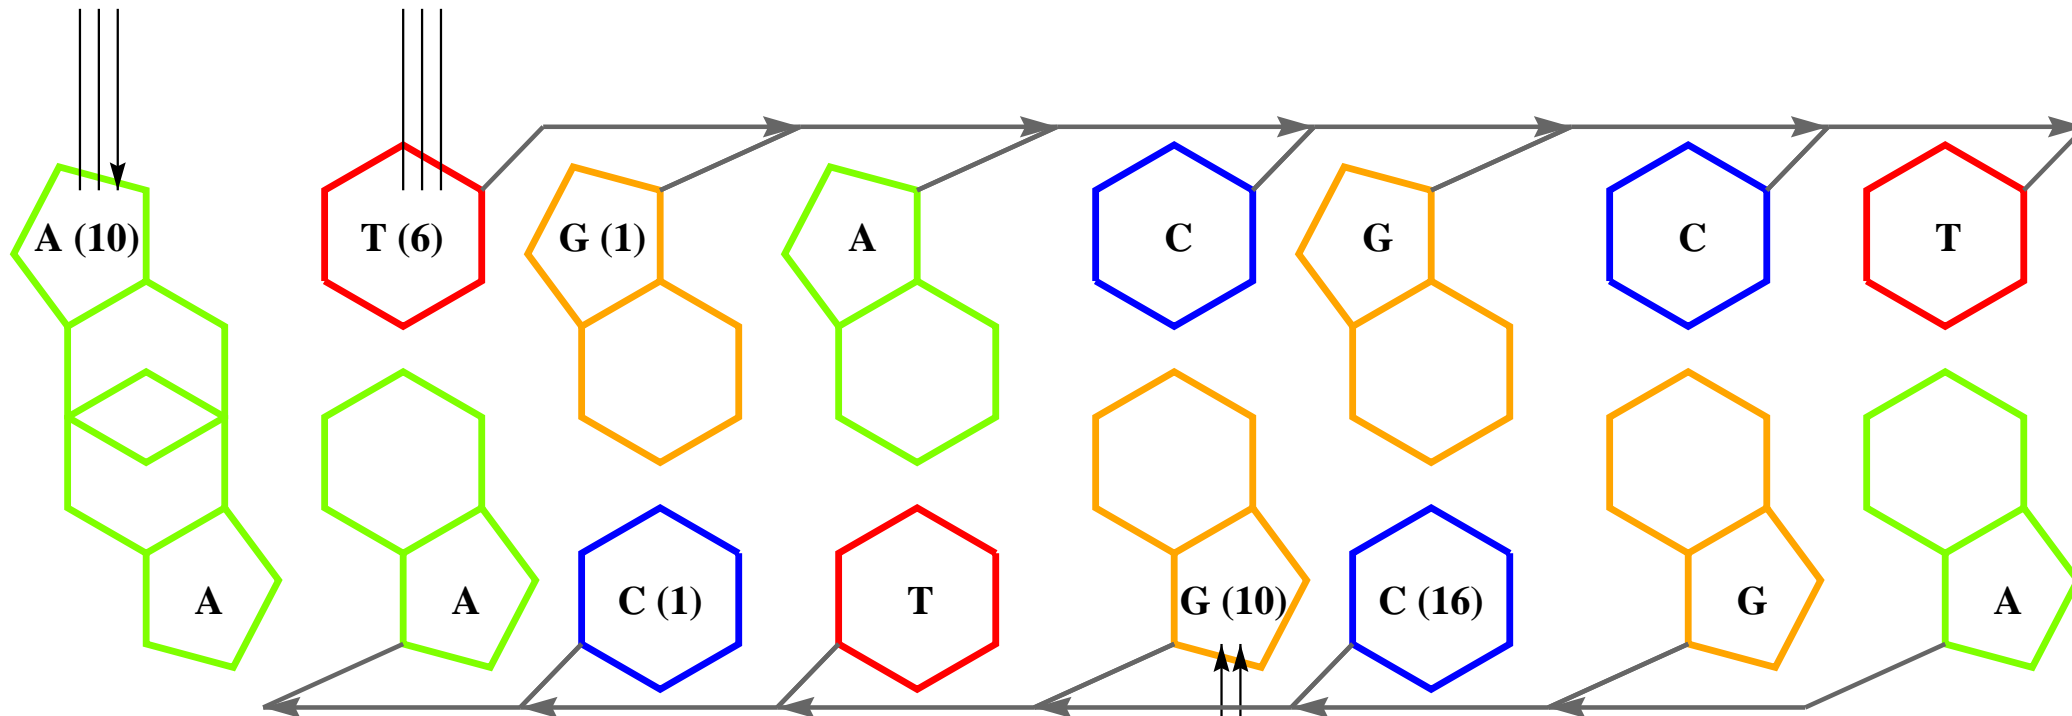 A (10) T (6) G (1) A C G C T
A A C (1) T G (10) C (16) G A